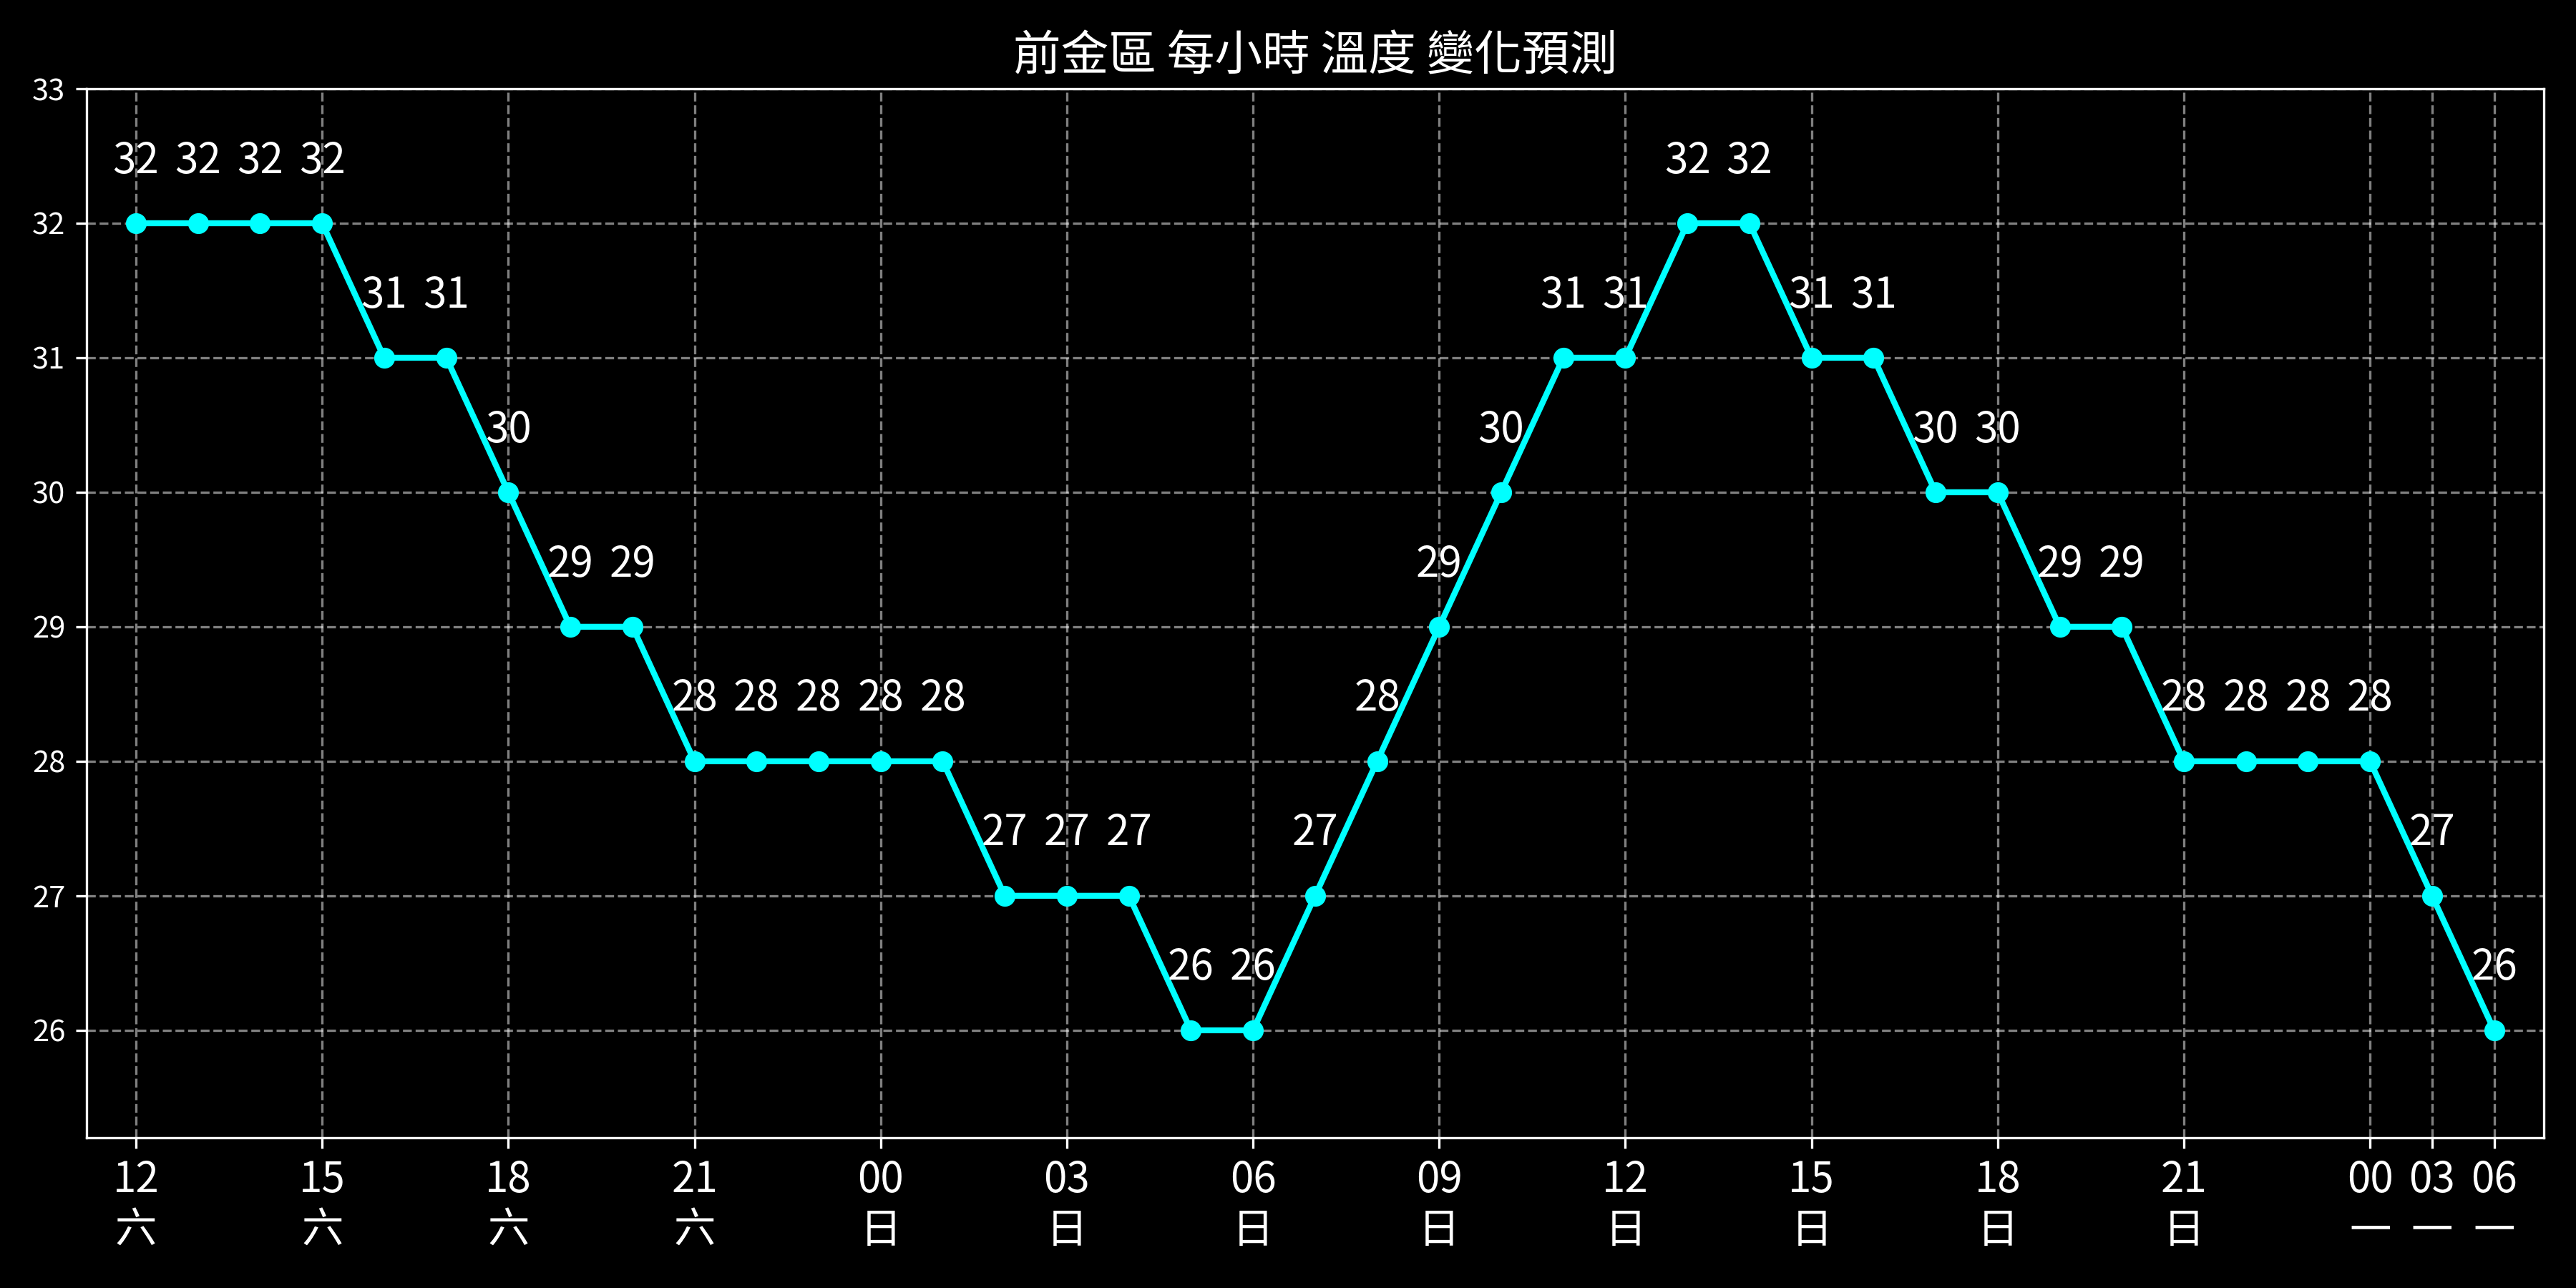 前金區 每小時 溫度 變化預測
33
32
31
30
29
28
27
26
32 32 32 32 32 32
31 31 31 31 31 31
30 30 30 30
29 29 29 29 29
28 28 28 28 28 28 28 28 28 28
27 27 27 27 27
26 26 26
12 15 18 21 00 03 06 09 12 15 18 21 00 03 06
六 六 六 六 日 日 日 日 日 日 日 日 一 一 一